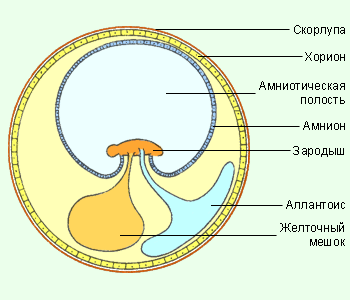 Скорлупа
Хорион
Амниотическая
полость
Амнион
Зародыш
Аллантоис
Желточный
мешок